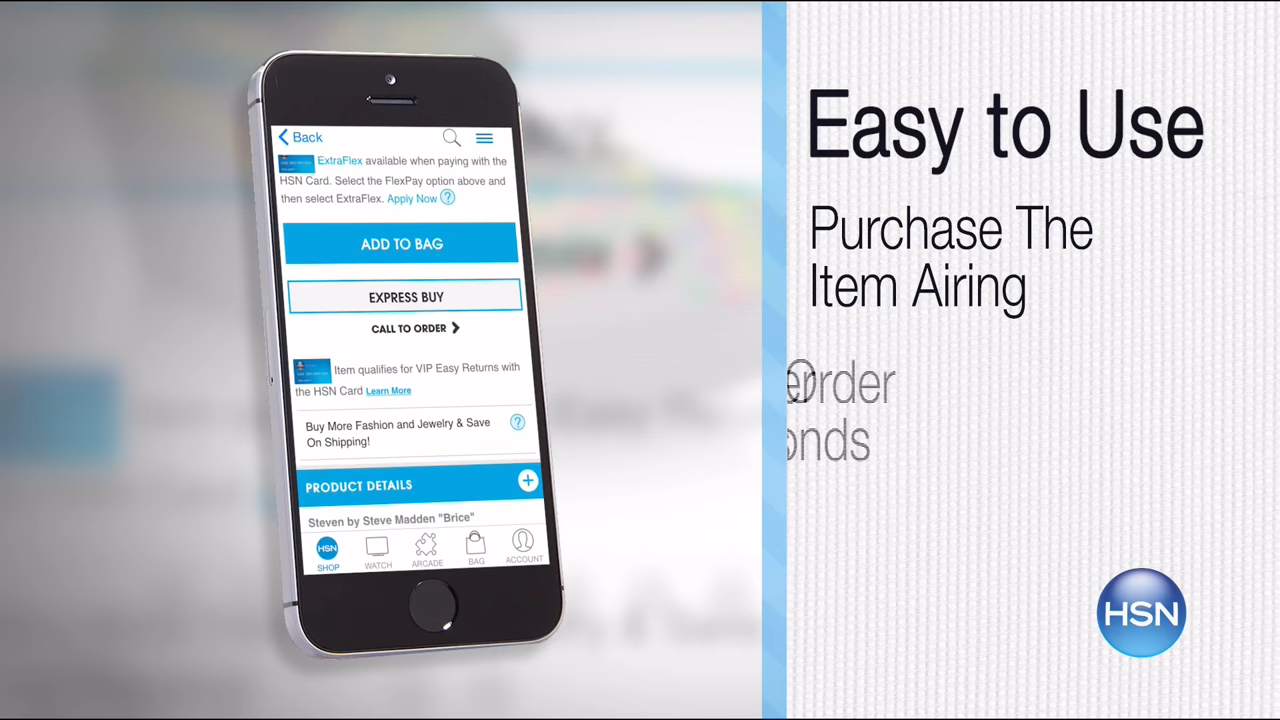 Back
ExtraFlex available when paying with the
HSN Card. Select the FlexPay option above and
then select ExtraFlex. Apply Now ?
ADD TO BAG
EXPRESS BUY
CALL TO ORDER
Item qualifies for VIP Easy Returns with
the HSN Card Learn More
Buy More Fashion and Jewelry & Save ?
On Shipping!
PRODUCT DETAILS +
Steven by Steve Madden "Brice"
HSN
SHOP WATCH ARCADE BAG ACCOUNT
Easy to Use
Purchase The
Item Airing
HSN